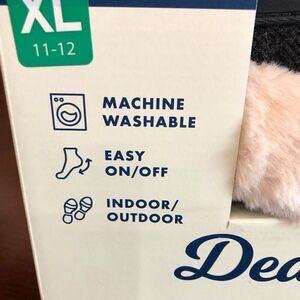 XL
11-12
MACHINE
WASHABLE
EASY
ON/OFF
INDOOR/
OUTDOOR